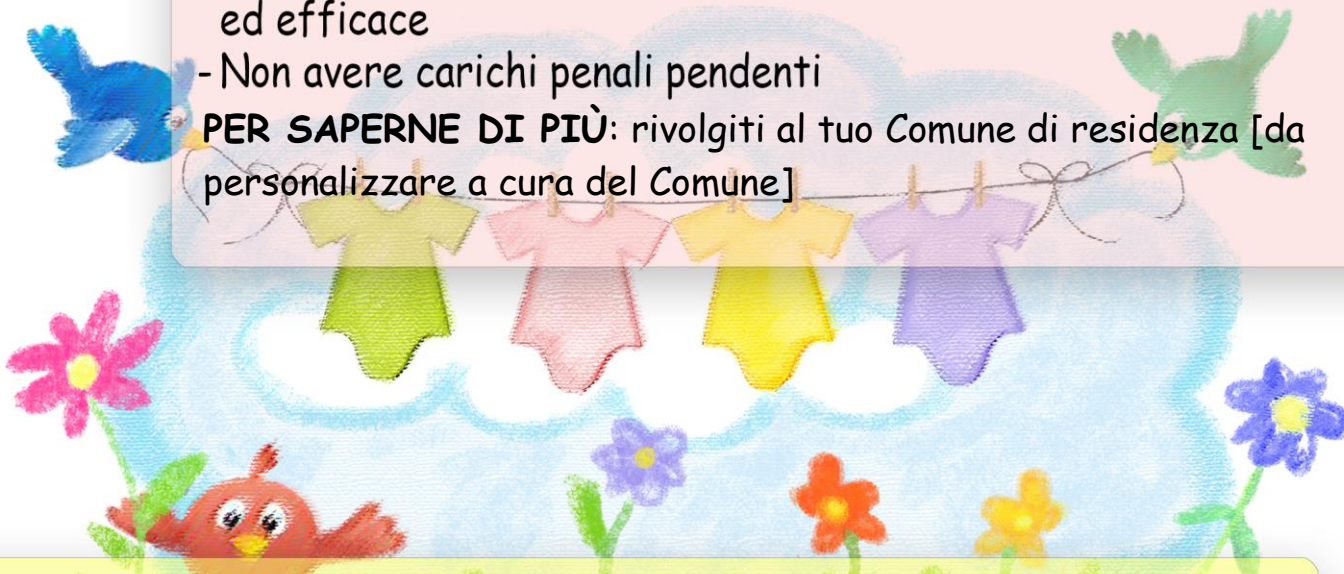 ed efficace
- Non avere carichi penali pendenti
PER SAPERNE DI PIÙ: rivolgiti al tuo Comune di residenza [da
personalizzare a cura del Comune]